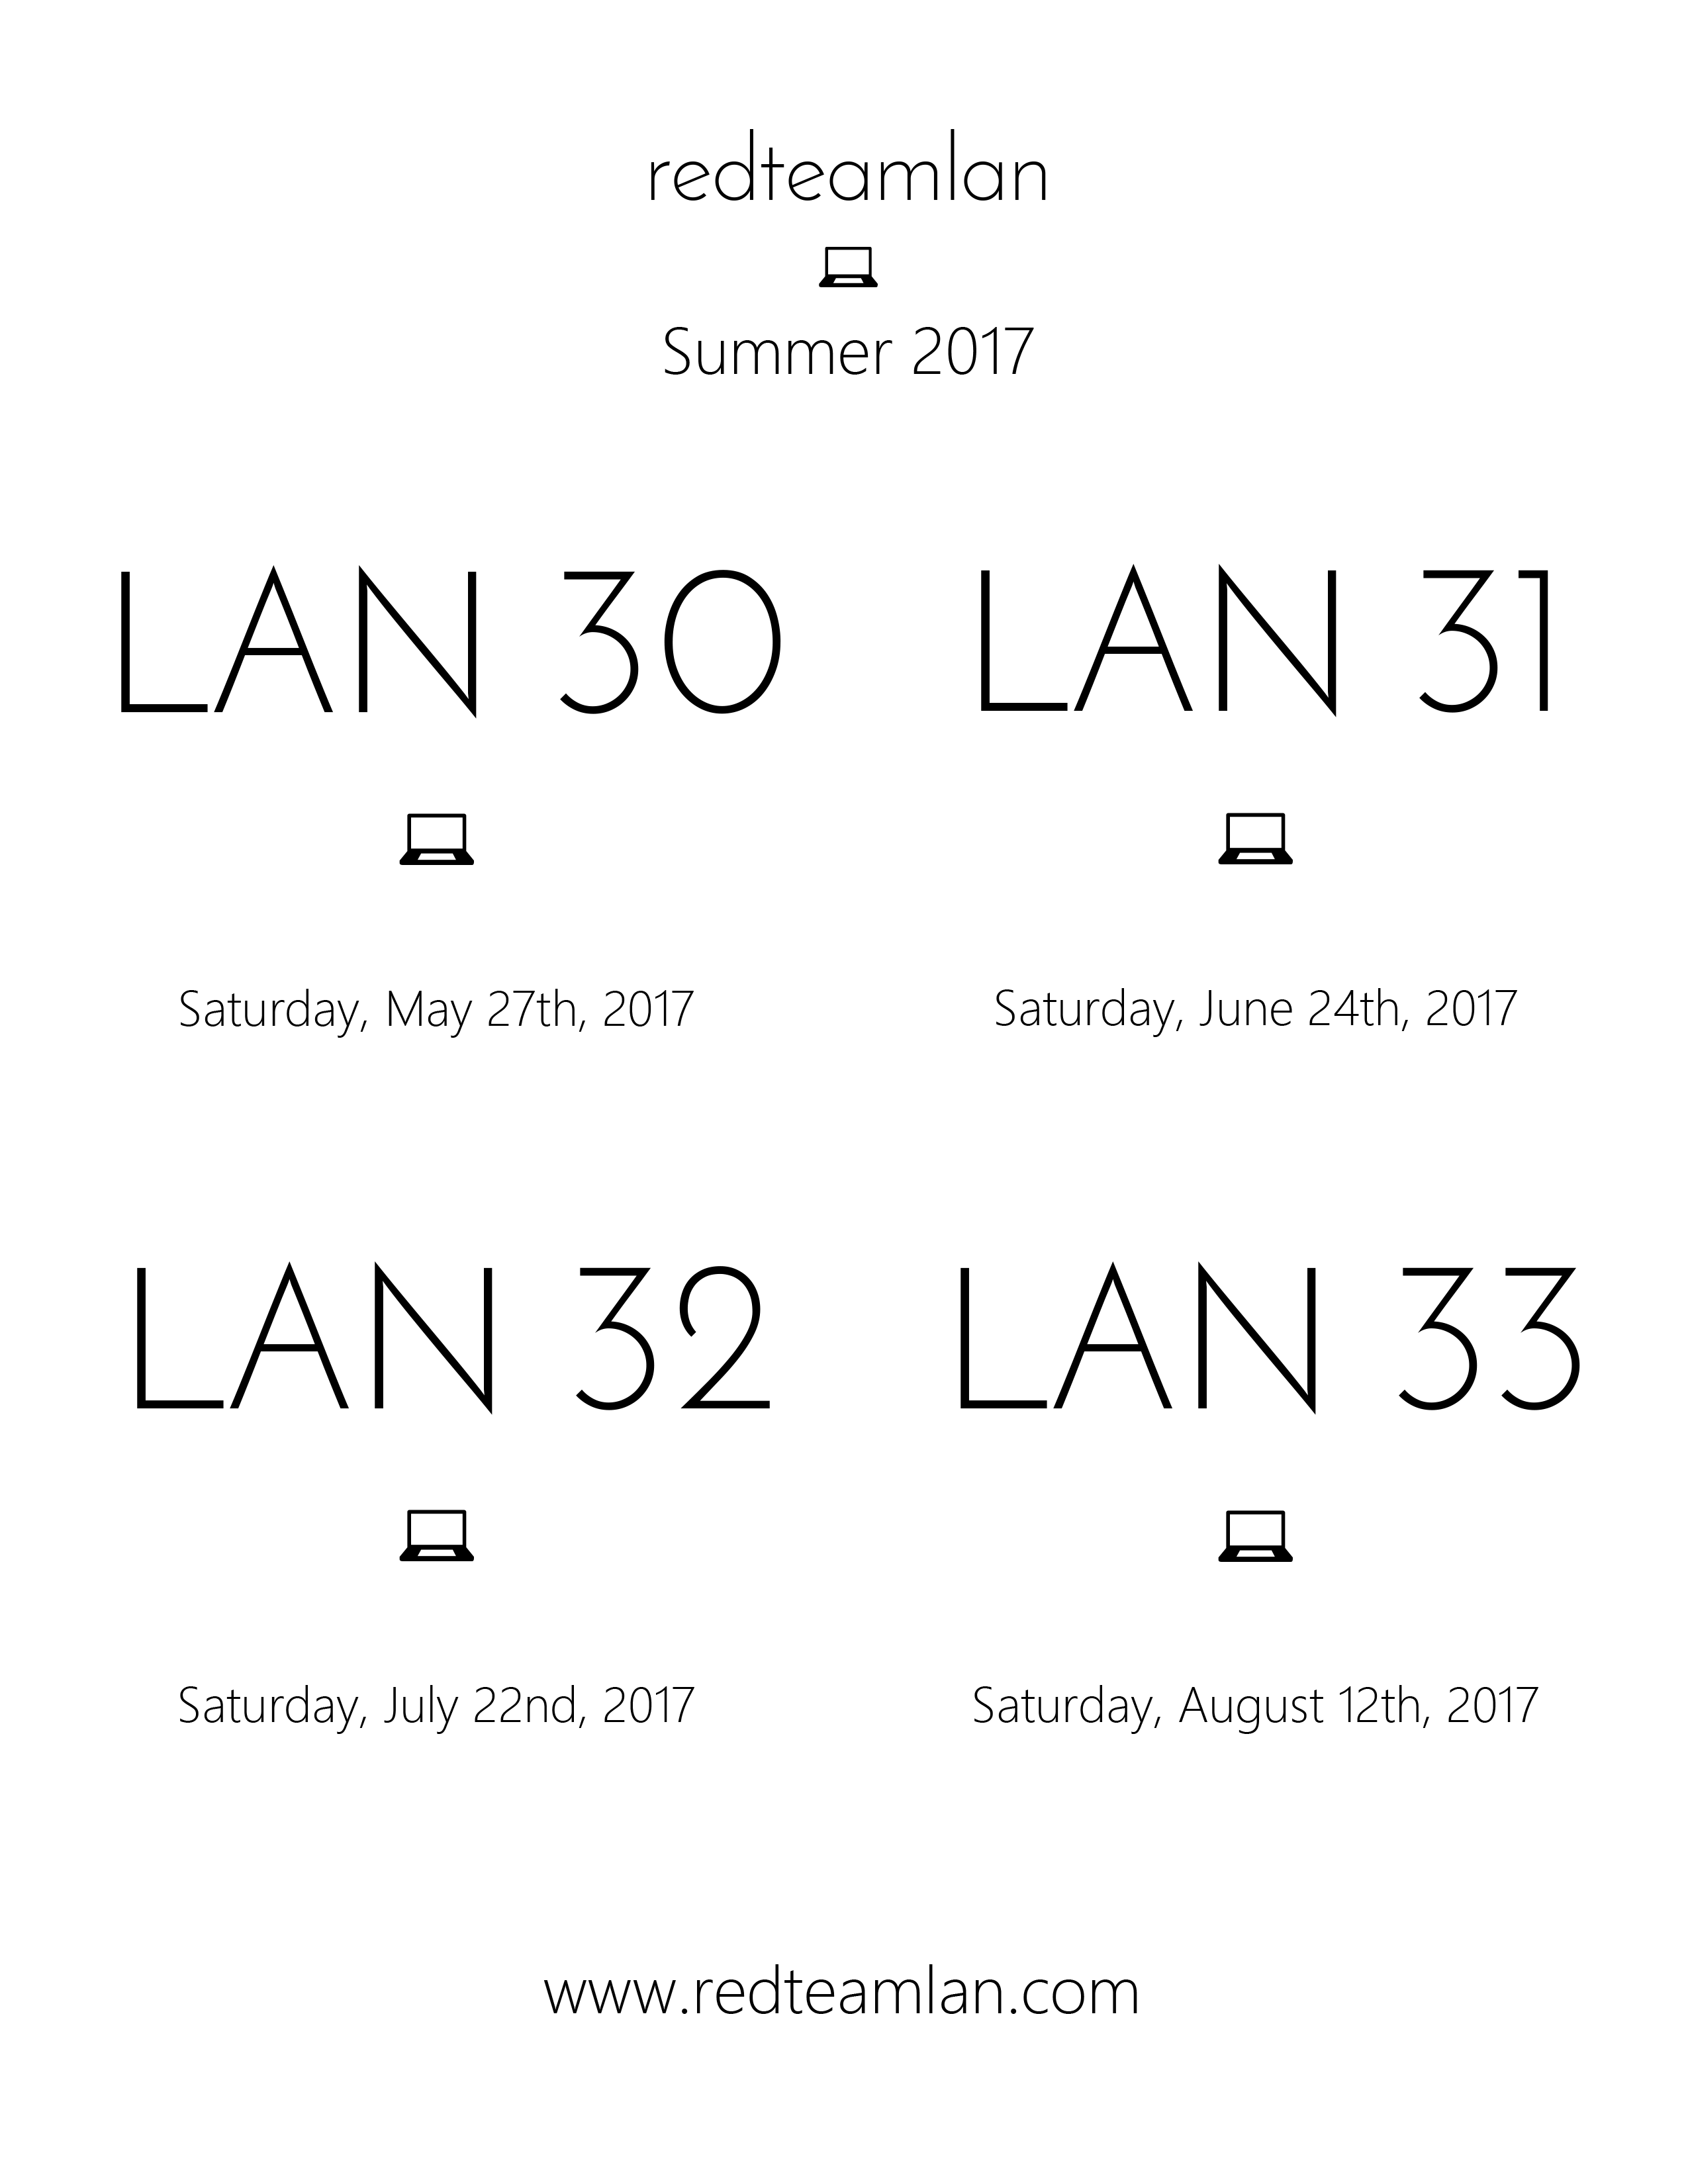 redteamlan
Summer 2017
LAN 30
LAN 31
Saturday, May 27th, 2017
Saturday, June 24th, 2017
LAN 32
LAN 33
Saturday, July 22nd, 2017
Saturday, August 12th, 2017
www.redteamlan.com